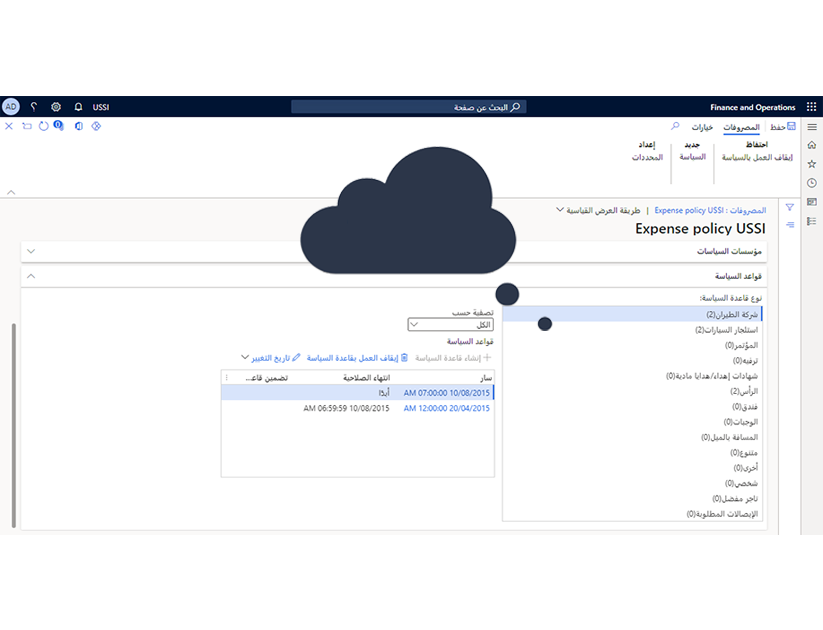 Finance and Operations
البحث عن صفحة
USSI
AD
حفظ
المصروفات
خيارات
احتفاظ
إيقاف العمل بالسياسة
جديد
السياسة
إعداد
المحددات
المصروفات : Expense policy USSI | طريقة العرض القياسية
Expense policy USSI
مؤسسات السياسات
قواعد السياسة
نوع قاعدة السياسة:
شركة الطيران(2)
استئجار السيارات(2)
المؤتمر(0)
ترفيه(0)
شهادات إهداء/هدايا مادية(0)
الرأس(2)
فندق(0)
الوجبات(0)
المسافة بالميل(0)
متنوع(0)
أخرى(0)
شخصي(0)
تاجر مفضل(0)
الإيصالات المطلوبة(0)
تصفية حسب
الكل
قواعد السياسة
إنشاء قاعدة السياسة
إيقاف العمل بقاعدة السياسة
تاريخ التغيير
سار
انتهاء الصلاحية
تضمين قاعـ...
10/08/2015 07:00:00 AM
أبدًا
20/04/2015 12:00:00 AM
10/08/2015 06:59:59 AM